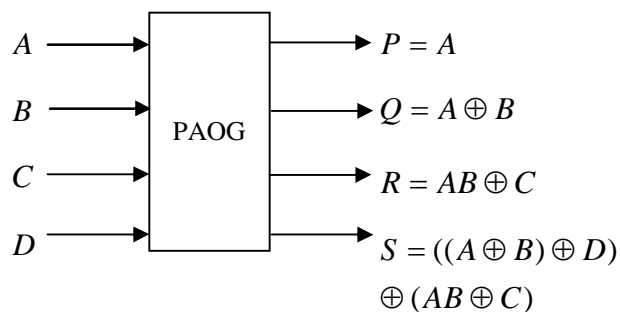 A
P = A
B
Q = A ⊕ B
PAOG
C
R = AB ⊕ C
D
S = ((A ⊕ B) ⊕ D)
⊕ (AB ⊕ C)